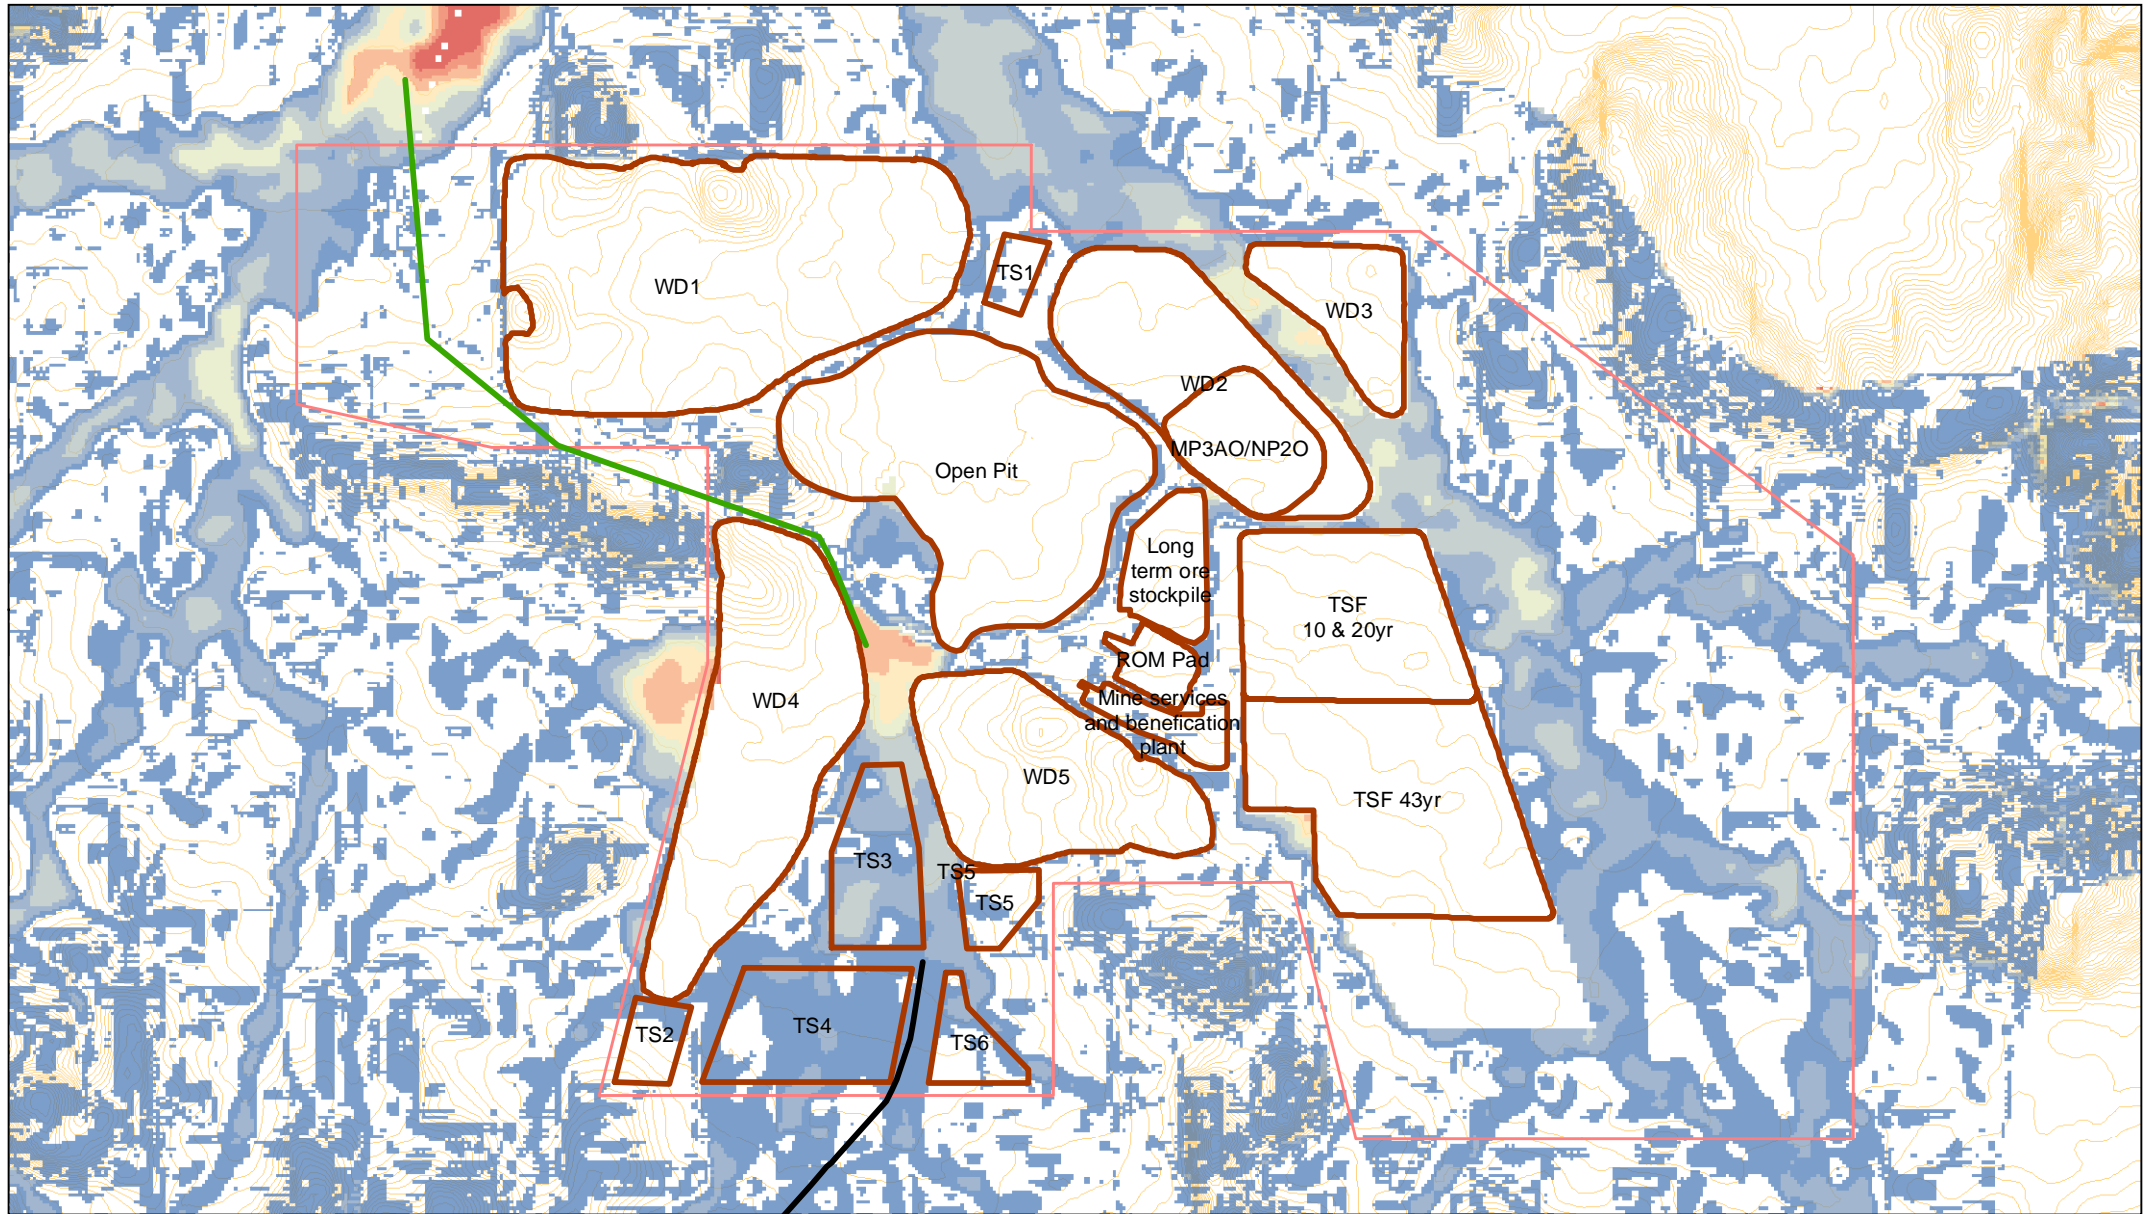 TS1
WD1
WD3
WD2
MP3AO/NP2O
Open Pit
Long
term ore
stockpile
TSF
10 & 20yr
ROM Pad
WD4
Mine services
and benefication
plant
WD5
TSF 43yr
TS3
TS5
TS5
TS4
TS2
TS6